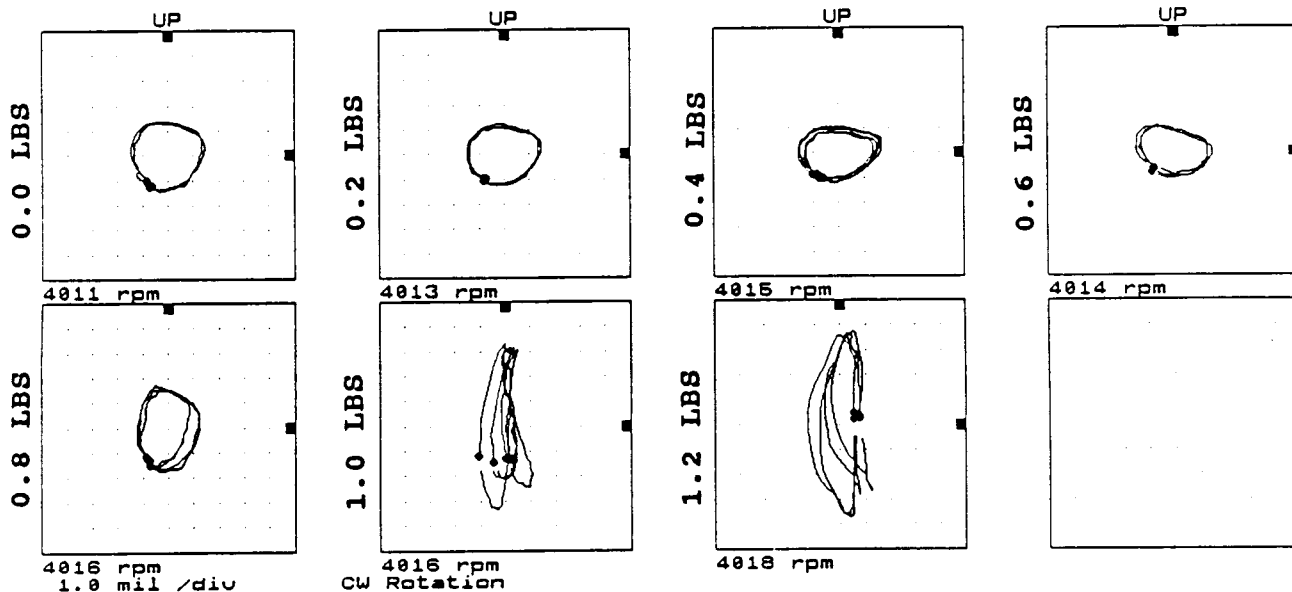 UP
UP
UP
UP
0.0 LBS
0.2 LBS
0.4 LBS
0.6 LBS
4011 rpm
4013 rpm
4015 rpm
4014 rpm
0.8 LBS
1.0 LBS
1.2 LBS
4016 rpm
4016 rpm
4018 rpm
1.0 mil /div
CW Rotation